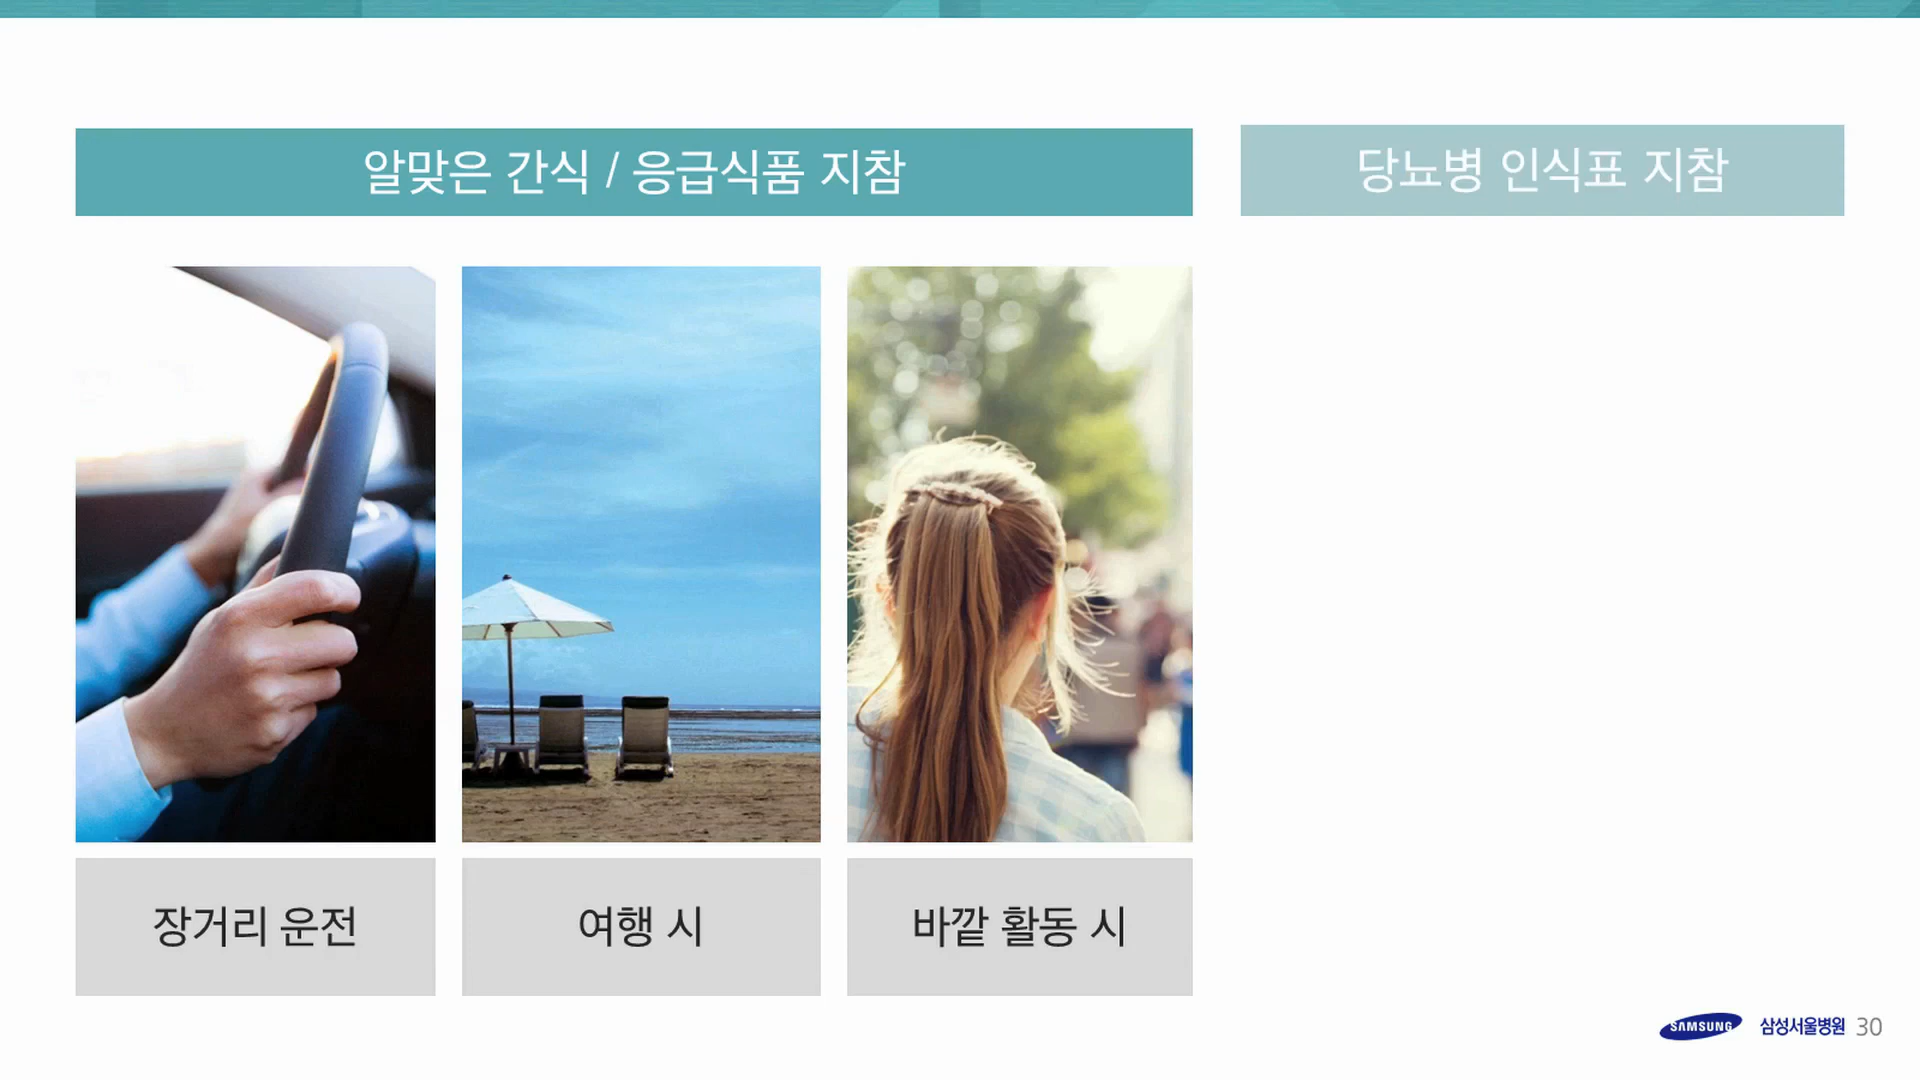 알맞은 간식 / 응급식품 지참
당뇨병 인식표 지참
장거리 운전
여행 시
바깥 활동 시
SAMSUNG 삼성서울병원 30